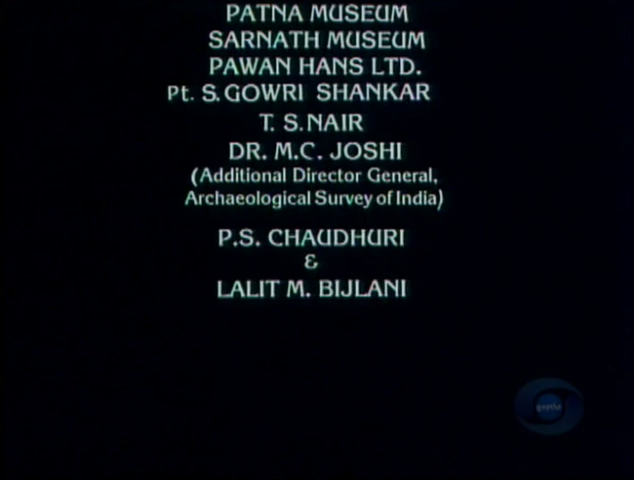 PATNA MUSEUM
SARNATH MUSEUM
PAWAN HANS LTD.
Pt. S. GOWRI SHANKAR
T. S. NAIR
DR. M.C. JOSHI
(Additional Director General,
Archaeological Survey of India)
P.S. CHAUDHURI
&
LALIT M. BIJLANI